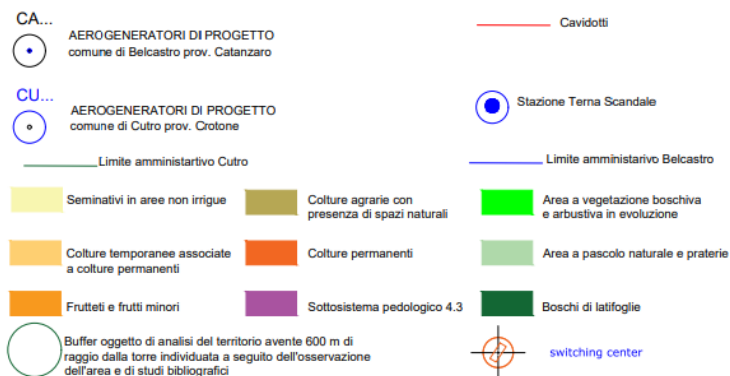 CA...
AEROGENERATORI DI PROGETTO
comune di Belcastro prov. Catanzaro
Cavidotti
CU...
AEROGENERATORI DI PROGETTO
comune di Cutro prov. Crotone
Stazione Terna Scandale
Limite amministartivo Cutro
Limite amministarivo Belcastro
Seminativi in aree non irrigue
Colture agrarie con
presenza di spazi naturali
Area a vegetazione boschiva
e arbustiva in evoluzione
Colture temporanee associate
a colture permanenti
Colture permanenti
Area a pascolo naturale e praterie
Frutteti e frutti minori
Sottosistema pedologico 4.3
Boschi di latifoglie
Buffer oggetto di analisi del territorio avente 600 m di
raggio dalla torre individuata a seguito dell'osservazione
dell'area e di studi bibliografici
switching center